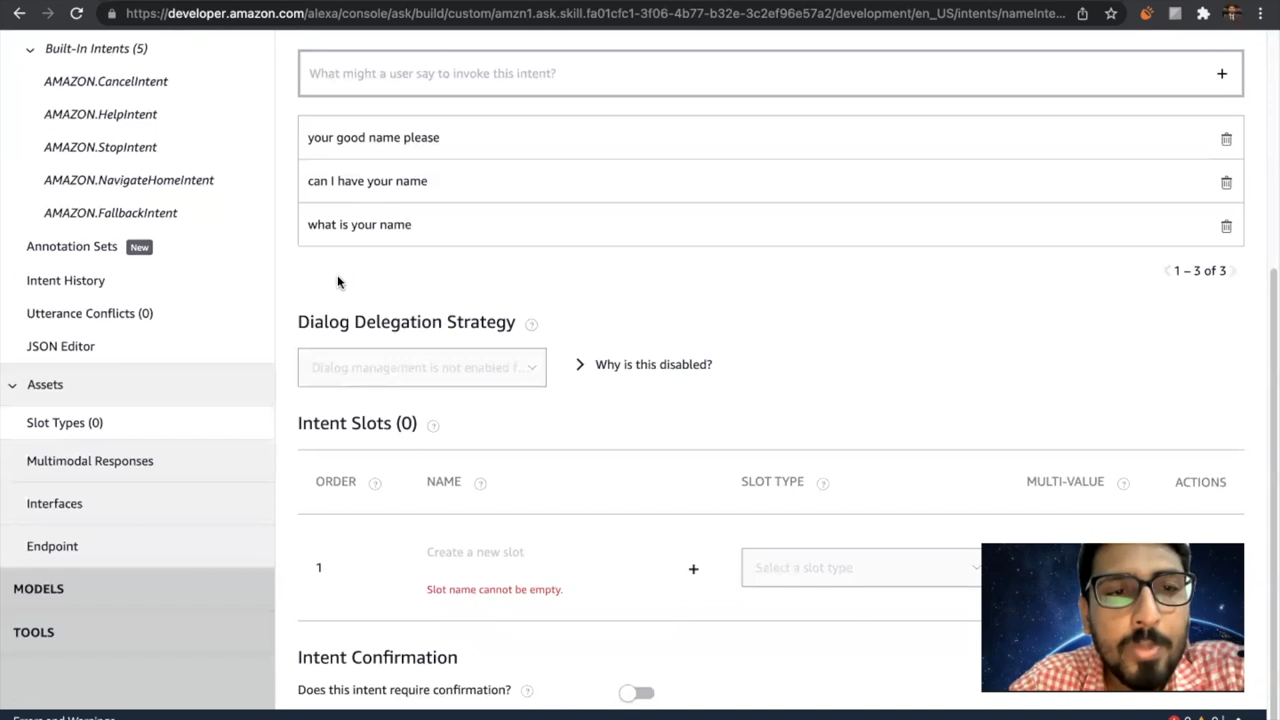 https://developer.amazon.com/alexa/console/ask/build/custom/amzn1.ask.skill.fa01cfc1-3f06-4b77-b32e-3c2ef96e57a2/development/en_US/intents/nameInte...
Built-In Intents (5)
AMAZON.CancelIntent
AMAZON.HelpIntent
AMAZON.StopIntent
AMAZON.NavigateHomeIntent
AMAZON.FallbackIntent
Annotation Sets New
Intent History
Utterance Conflicts (0)
JSON Editor
Assets
Slot Types (0)
Multimodal Responses
Interfaces
Endpoint
MODELS
TOOLS
What might a user say to invoke this intent?
your good name please
can I have your name
what is your name
1 – 3 of 3
Dialog Delegation Strategy
Dialog management is not enabled f...
Why is this disabled?
Intent Slots (0)
ORDER NAME SLOT TYPE MULTI-VALUE ACTIONS
1 Create a new slot Select a slot type
Slot name cannot be empty.
Intent Confirmation
Does this intent require confirmation?